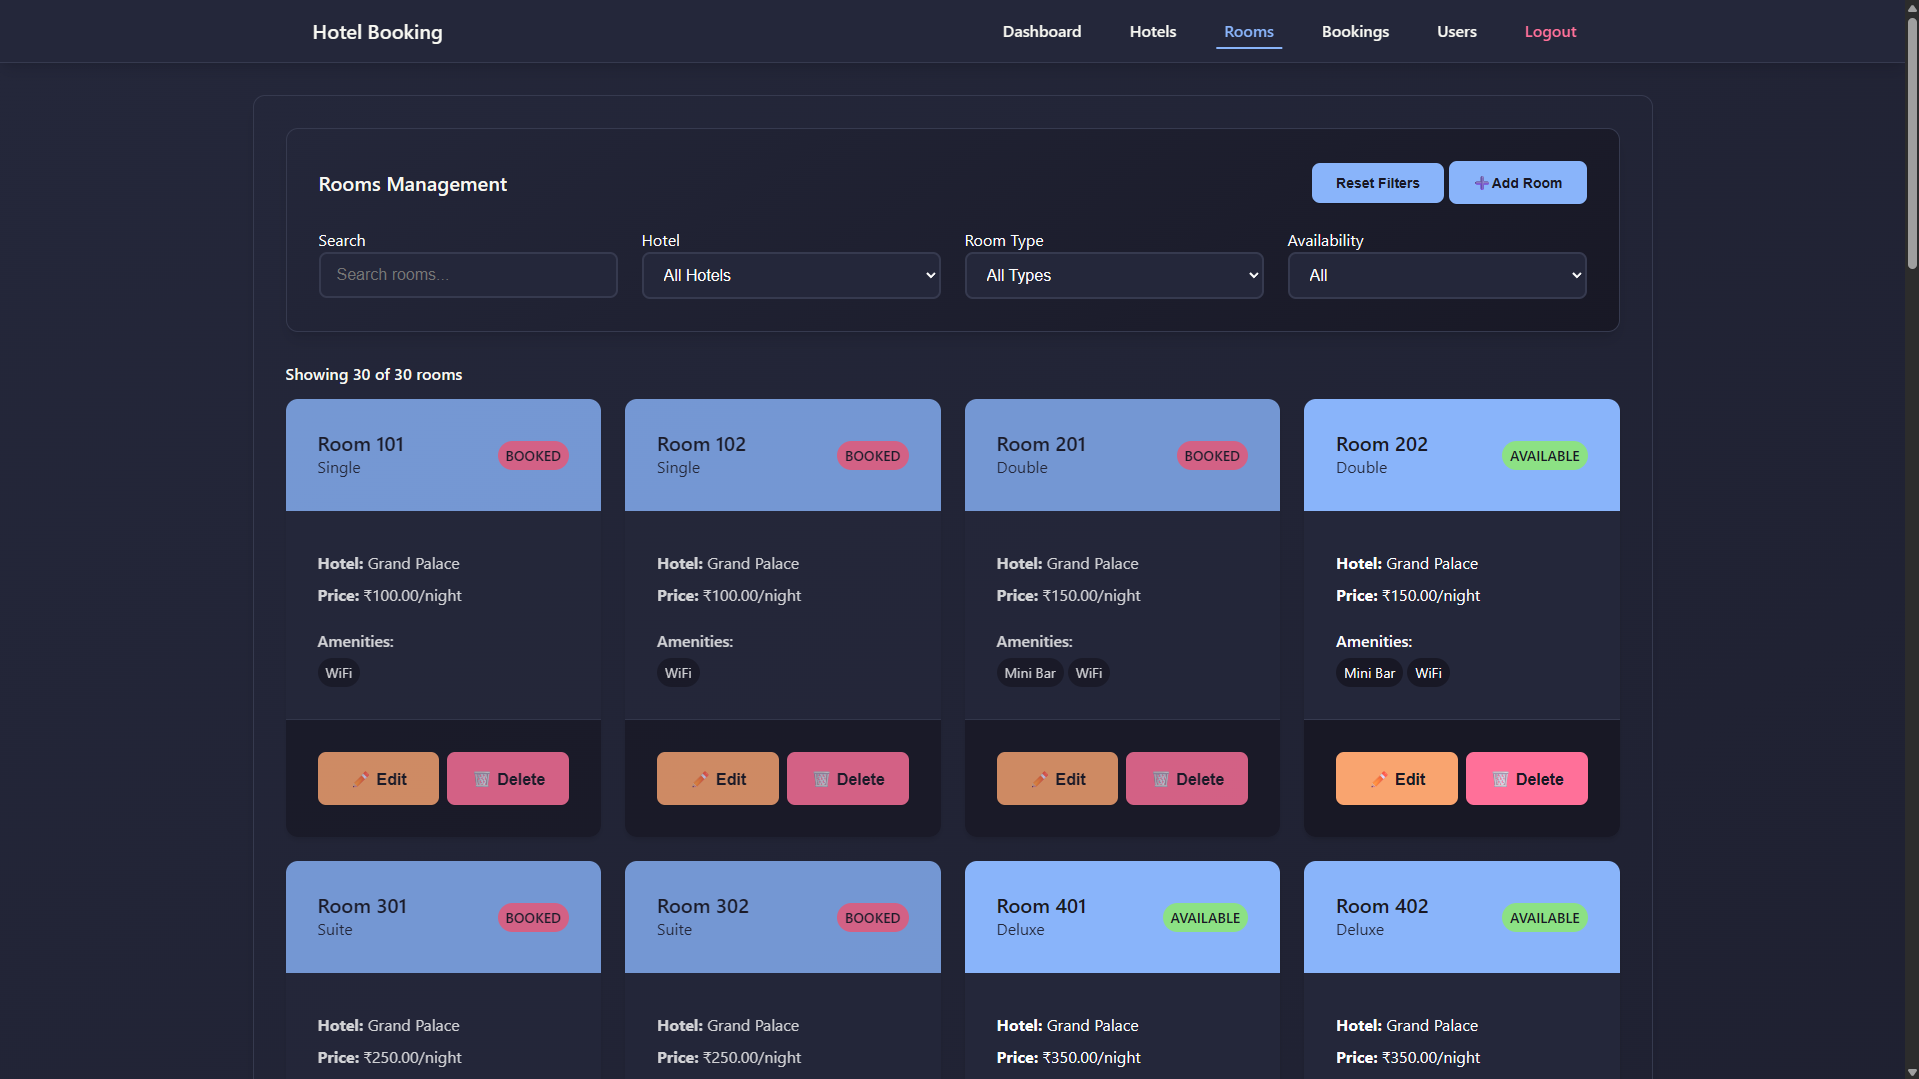 Hotel Booking
Dashboard Hotels Rooms Bookings Users Logout
Rooms Management
Reset Filters ➕ Add Room
Search Hotel Room Type Availability
Search rooms... All Hotels All Types All
Showing 30 of 30 rooms
Room 101
Single
BOOKED
Hotel: Grand Palace
Price: ₹100.00/night
Amenities:
WiFi
Edit Delete
Room 102
Single
BOOKED
Hotel: Grand Palace
Price: ₹100.00/night
Amenities:
WiFi
Edit Delete
Room 201
Double
BOOKED
Hotel: Grand Palace
Price: ₹150.00/night
Amenities:
Mini Bar WiFi
Edit Delete
Room 202
Double
AVAILABLE
Hotel: Grand Palace
Price: ₹150.00/night
Amenities:
Mini Bar WiFi
Edit Delete
Room 301
Suite
BOOKED
Hotel: Grand Palace
Price: ₹250.00/night
Room 302
Suite
BOOKED
Hotel: Grand Palace
Price: ₹250.00/night
Room 401
Deluxe
AVAILABLE
Hotel: Grand Palace
Price: ₹350.00/night
Room 402
Deluxe
AVAILABLE
Hotel: Grand Palace
Price: ₹350.00/night